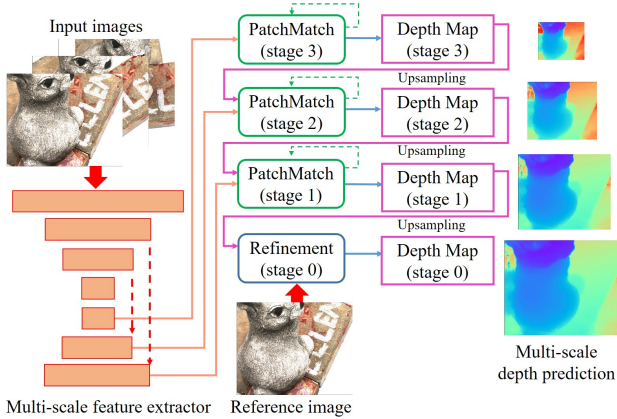 Input images
PatchMatch
(stage 3)
Depth Map
(stage 3)
Upsampling
PatchMatch
(stage 2)
Depth Map
(stage 2)
Upsampling
PatchMatch
(stage 1)
Depth Map
(stage 1)
Upsampling
Refinement
(stage 0)
Depth Map
(stage 0)
Multi-scale feature extractor
Reference image
Multi-scale
depth prediction